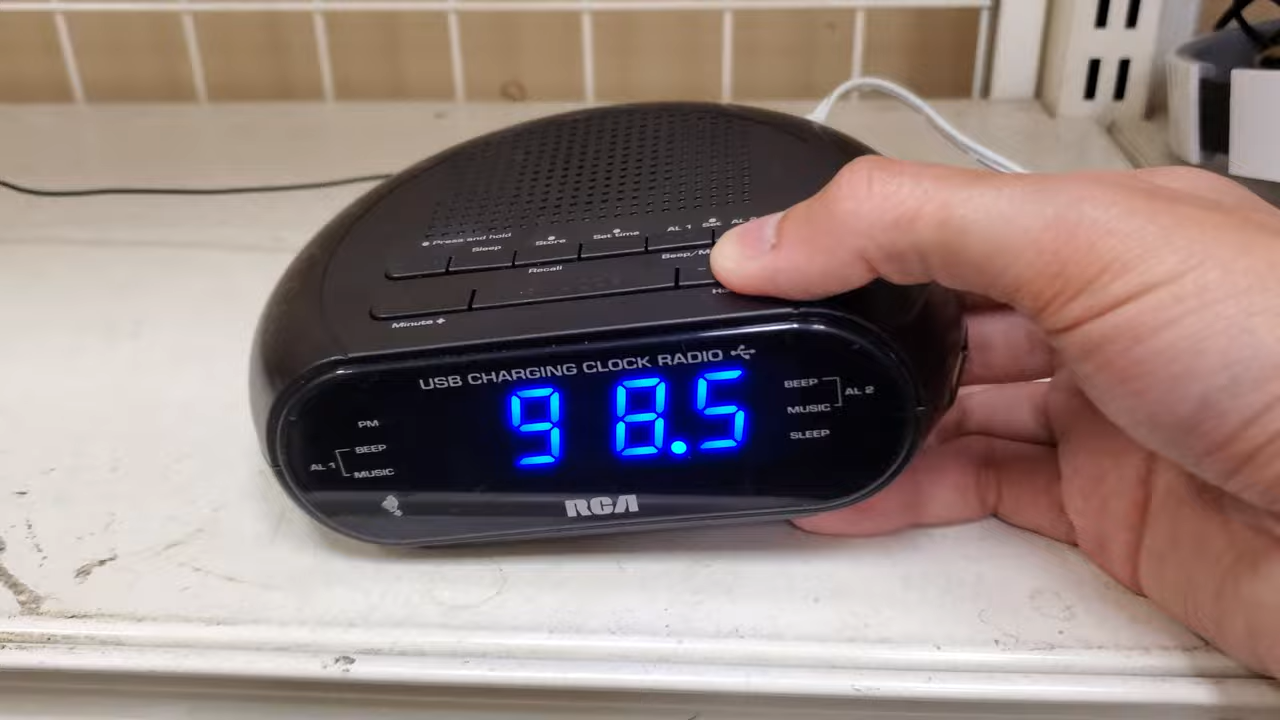 Press and hold
Sleep
Store
Set time
AL 1
Set
Recall
Minute +
USB CHARGING CLOCK RADIO
98.5
PM
AL 1
BEEP
MUSIC
BEEP
MUSIC
AL 2
SLEEP
RCA